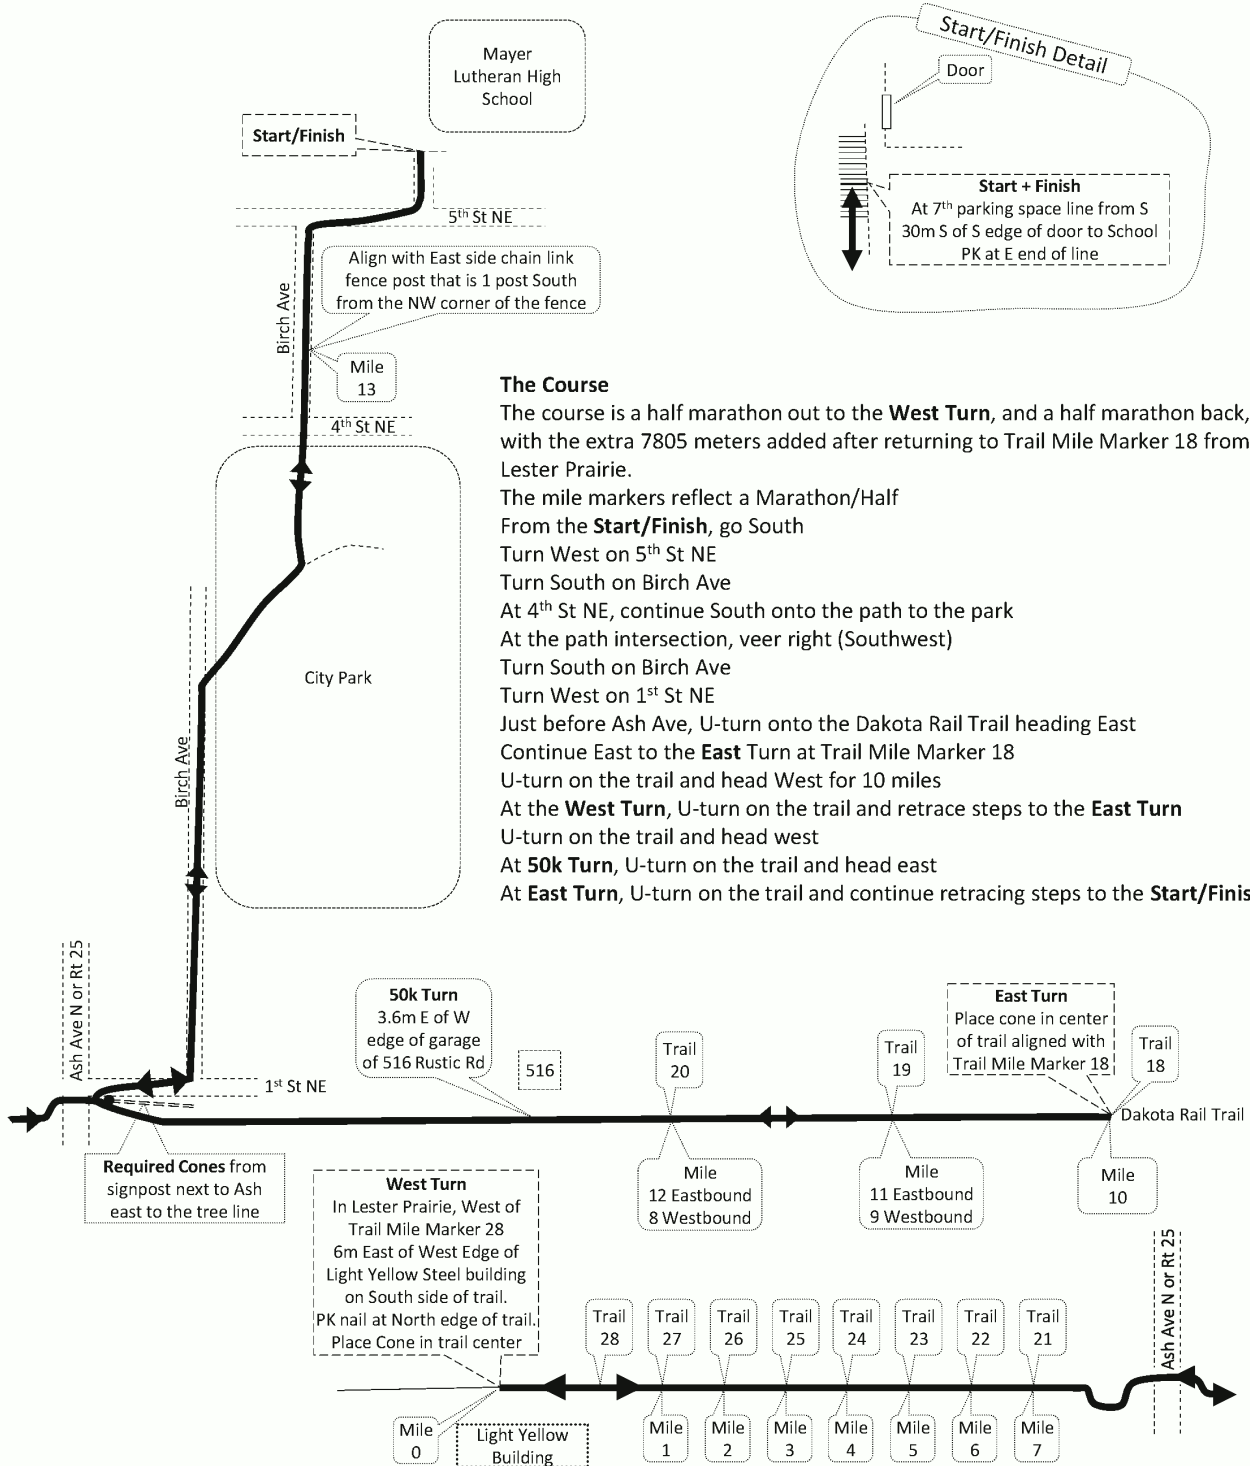 Mayer
Lutheran High
School
Start/Finish
5th St NE
Start/Finish Detail
Door
Start + Finish
At 7th parking space line from S
30m S of S edge of door to School
PK at E end of line
Align with East side chain link
fence post that is 1 post South
from the NW corner of the fence
Birch Ave
Mile
13
4th St NE
The Course
The course is a half marathon out to the West Turn, and a half marathon back,
with the extra 7805 meters added after returning to Trail Mile Marker 18 from
Lester Prairie.
The mile markers reflect a Marathon/Half
From the Start/Finish, go South
Turn West on 5th St NE
Turn South on Birch Ave
At 4th St NE, continue South onto the path to the park
At the path intersection, veer right (Southwest)
Turn South on Birch Ave
Turn West on 1st St NE
Just before Ash Ave, U-turn onto the Dakota Rail Trail heading East
Continue East to the East Turn at Trail Mile Marker 18
U-turn on the trail and head West for 10 miles
At the West Turn, U-turn on the trail and retrace steps to the East Turn
U-turn on the trail and head west
At 50k Turn, U-turn on the trail and head east
At East Turn, U-turn on the trail and continue retracing steps to the Start/Finis
City Park
Birch Ave
Ash Ave N or Rt 25
1st St NE
50k Turn
3.6m E of W
edge of garage
of 516 Rustic Rd
516
Trail
20
Trail
19
East Turn
Place cone in center
of trail aligned with
Trail Mile Marker 18
Trail
18
Dakota Rail Trail
Required Cones from
signpost next to Ash
east to the tree line
Mile
12 Eastbound
8 Westbound
Mile
11 Eastbound
9 Westbound
Mile
10
West Turn
In Lester Prairie, West of
Trail Mile Marker 28
6m East of West Edge of
Light Yellow Steel building
on South side of trail.
PK nail at North edge of trail.
Place Cone in trail center
Trail
28
Trail
27
Trail
26
Trail
25
Trail
24
Trail
23
Trail
22
Trail
21
Ash Ave N or Rt 25
Mile
0
Light Yellow
Building
Mile
1
Mile
2
Mile
3
Mile
4
Mile
5
Mile
6
Mile
7